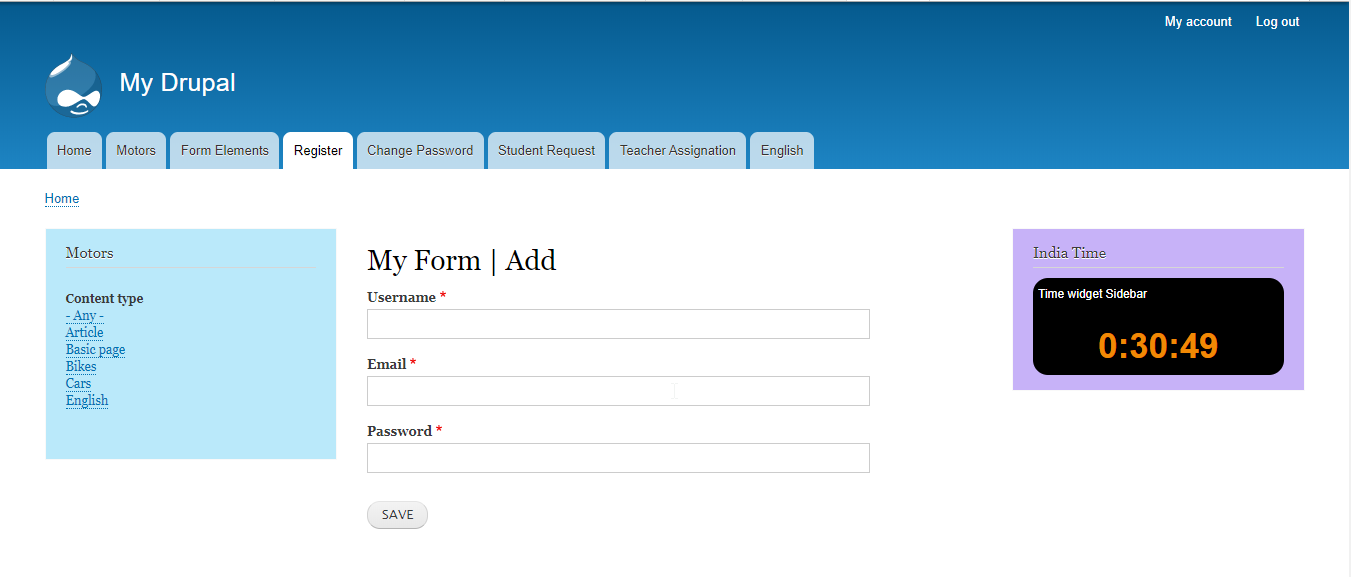 My account Log out
My Drupal
Home Motors Form Elements Register Change Password Student Request Teacher Assignation English
Home
Motors
Content type
- Any -
Article
Basic page
Bikes
Cars
English
My Form | Add
Username *
Email *
Password *
SAVE
India Time
Time widget Sidebar
0:30:49